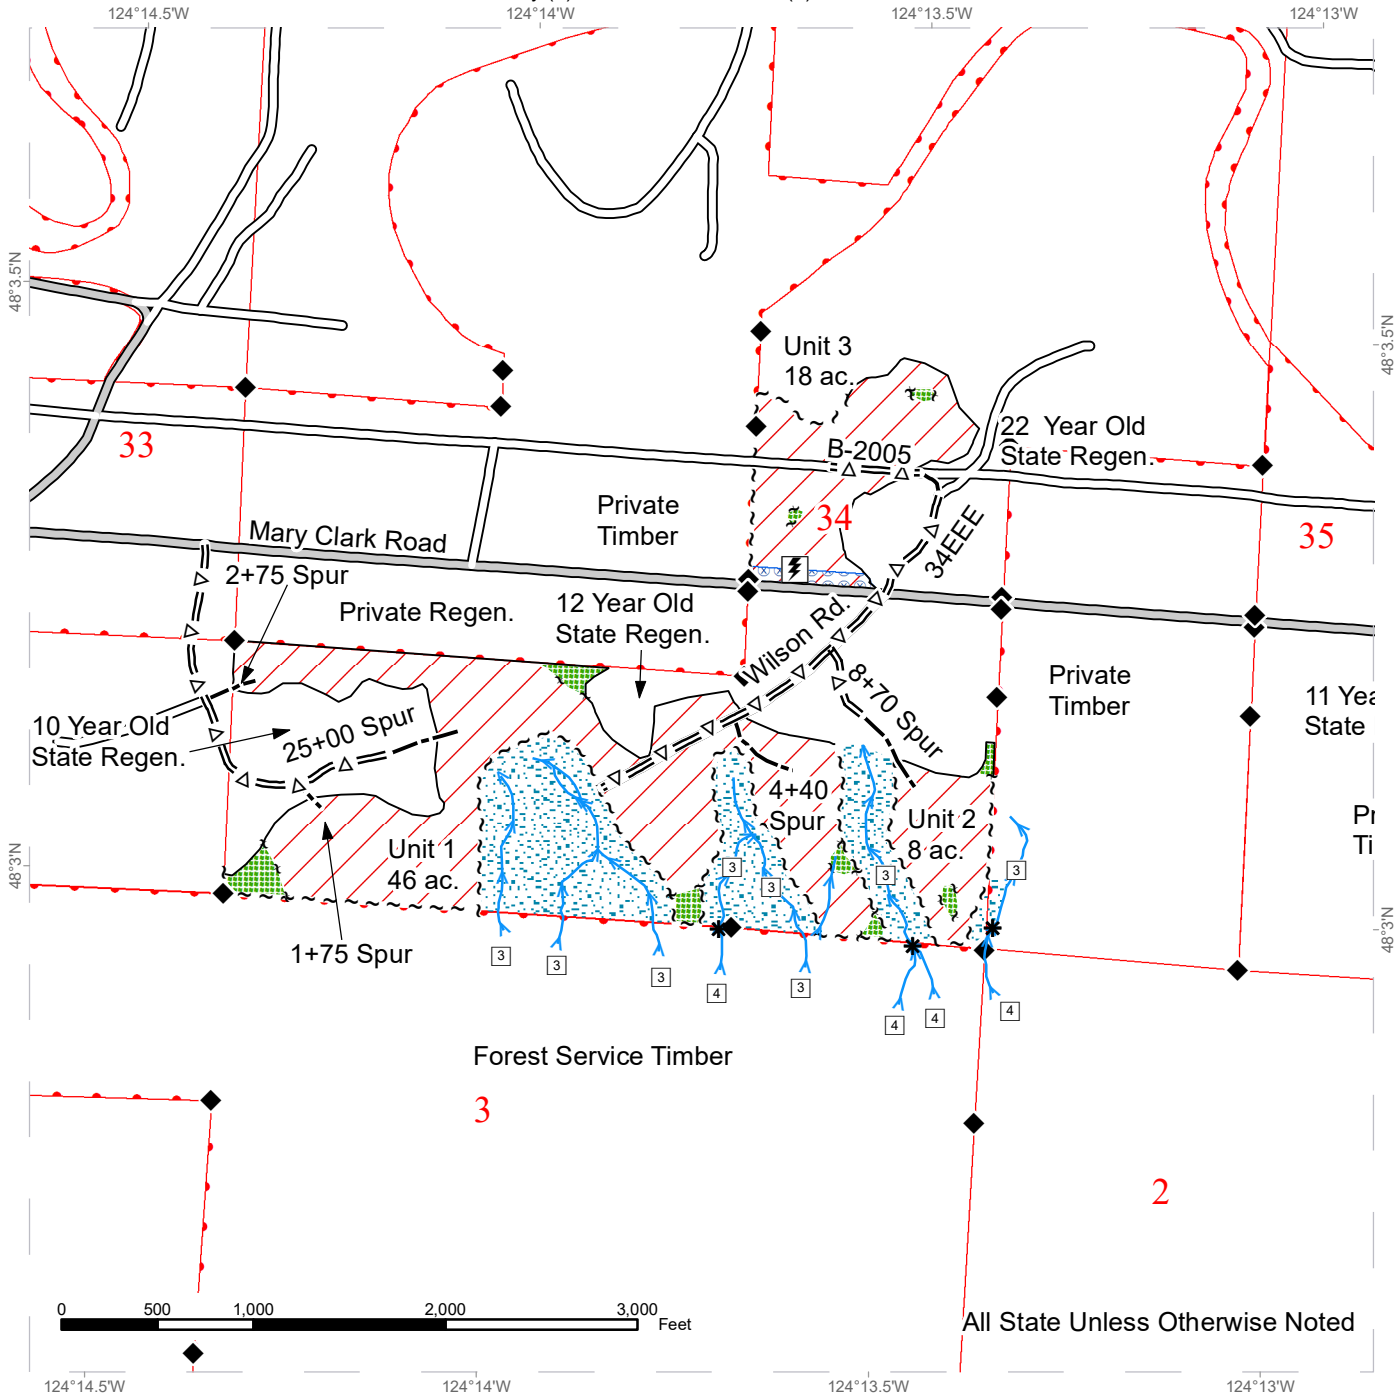 124°14.5'W
124°14'W
124°13.5'W
124°13'W
48°3.5'N
48°3.5'N
Unit 3
18 ac.
22 Year Old
State Regen.
B-2005
33
34
35
Private
Timber
34EEE
Mary Clark Road
2+75 Spur
Private Regen.
12 Year Old
State Regen.
Wilson Rd.
8+70 Spur
Private
Timber
11 Yea
State
10 Year Old
State Regen.
25+00 Spur
4+40
Spur
Unit 2
8 ac.
Pr
Ti
Unit 1
46 ac.
48°3'N
48°3'N
3
3
3
3
1+75 Spur
3
3
3
4
3
4
4
4
Forest Service Timber
3
2
0
500
1,000
2,000
3,000
Feet
All State Unless Otherwise Noted
124°14.5'W
124°14'W
124°13.5'W
124°13'W